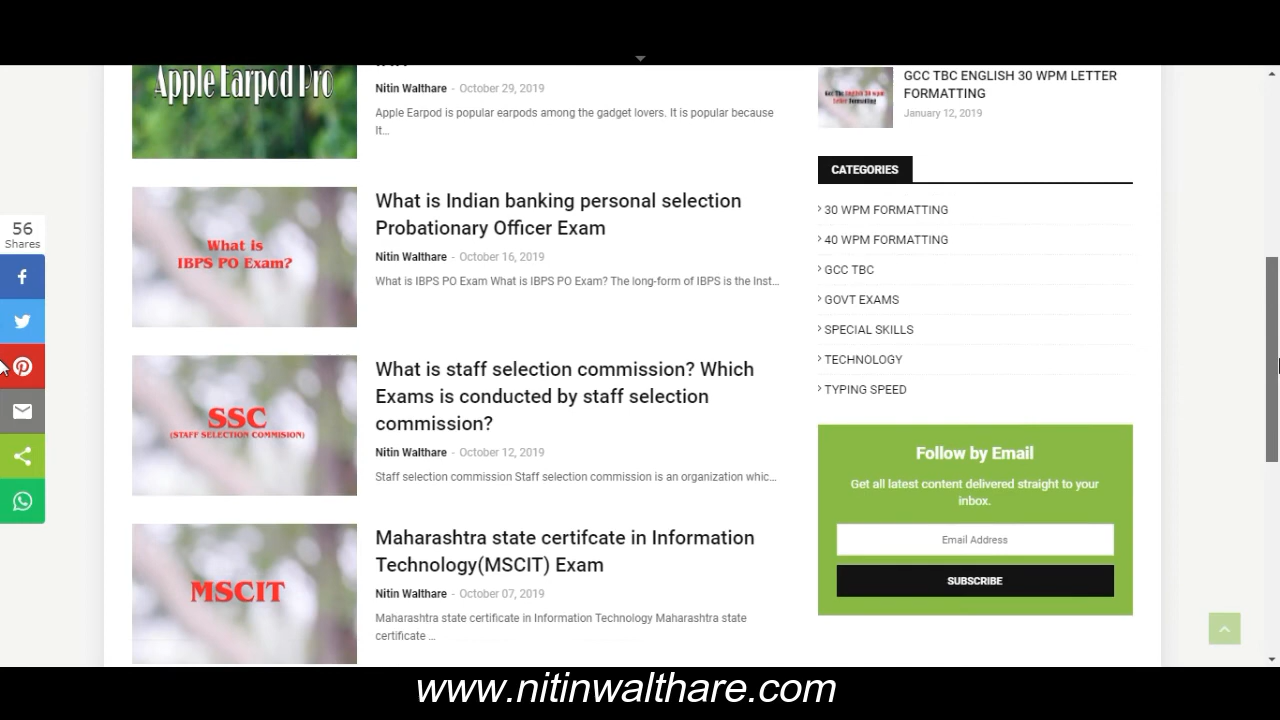 Apple Earpod Pro
Nitin Walthare - October 29, 2019
Apple Earpod is popular earpods among the gadget lovers. It is popular because
It...
What is
IBPS PO Exam?
What is Indian banking personal selection
Probationary Officer Exam
Nitin Walthare - October 16, 2019
What is IBPS PO Exam What is IBPS PO Exam? The long-form of IBPS is the Inst...
SSC
(STAFF SELECTION COMMISION)
What is staff selection commission? Which
Exams is conducted by staff selection
commission?
Nitin Walthare - October 12, 2019
Staff selection commission Staff selection commission is an organization whic...
MSCIT
Maharashtra state certifcate in Information
Technology(MSCIT) Exam
Nitin Walthare - October 07, 2019
Maharashtra state certificate in Information Technology Maharashtra state
certificate ...
56
Shares
Gcc Tbc English 30 wpm
Letter Formatting
GCC TBC ENGLISH 30 WPM LETTER
FORMATTING
January 12, 2019
CATEGORIES
30 WPM FORMATTING
40 WPM FORMATTING
GCC TBC
GOVT EXAMS
SPECIAL SKILLS
TECHNOLOGY
TYPING SPEED
Follow by Email
Get all latest content delivered straight to your
inbox.
Email Address
SUBSCRIBE
www.nitinwalthare.com